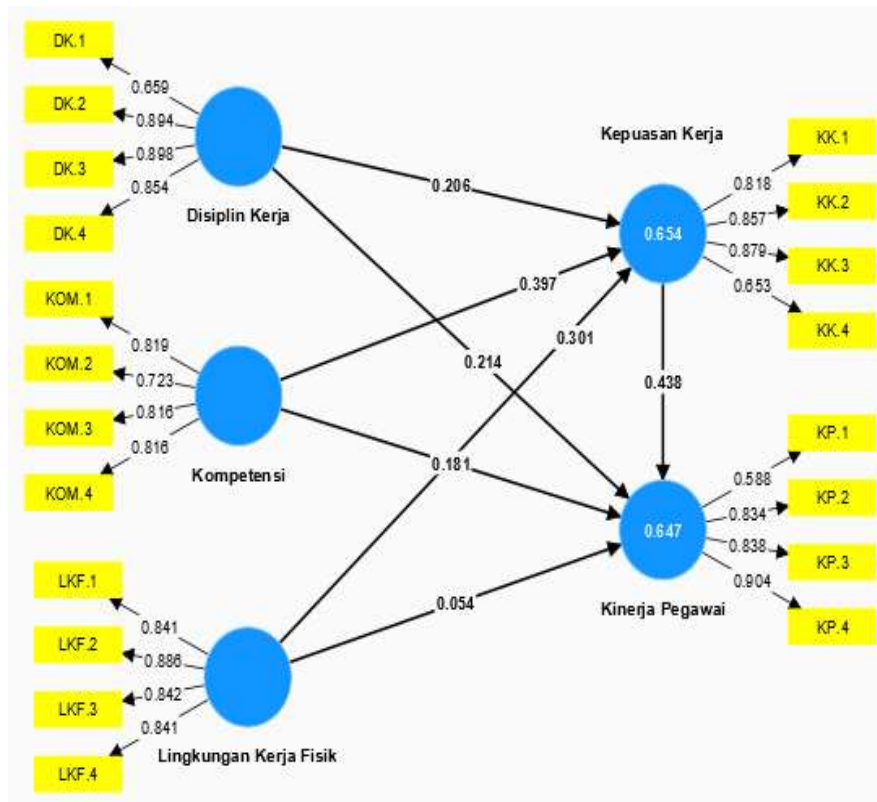 DK.1
0.659
DK.2
0.894
DK.3
0.898
DK.4
0.854
Disiplin Kerja
KOM.1
0.819
KOM.2
0.723
KOM.3
0.816
KOM.4
0.816
Kompetensi
LKF.1
0.841
LKF.2
0.886
LKF.3
0.842
LKF.4
0.841
Lingkungan Kerja Fisik
0.206
0.397
0.301
0.214
0.438
0.181
0.054
Kepuasan Kerja
0.654
KK.1
0.818
KK.2
0.857
KK.3
0.879
KK.4
0.653
Kinerja Pegawai
0.647
KP.1
0.588
KP.2
0.834
KP.3
0.838
KP.4
0.904